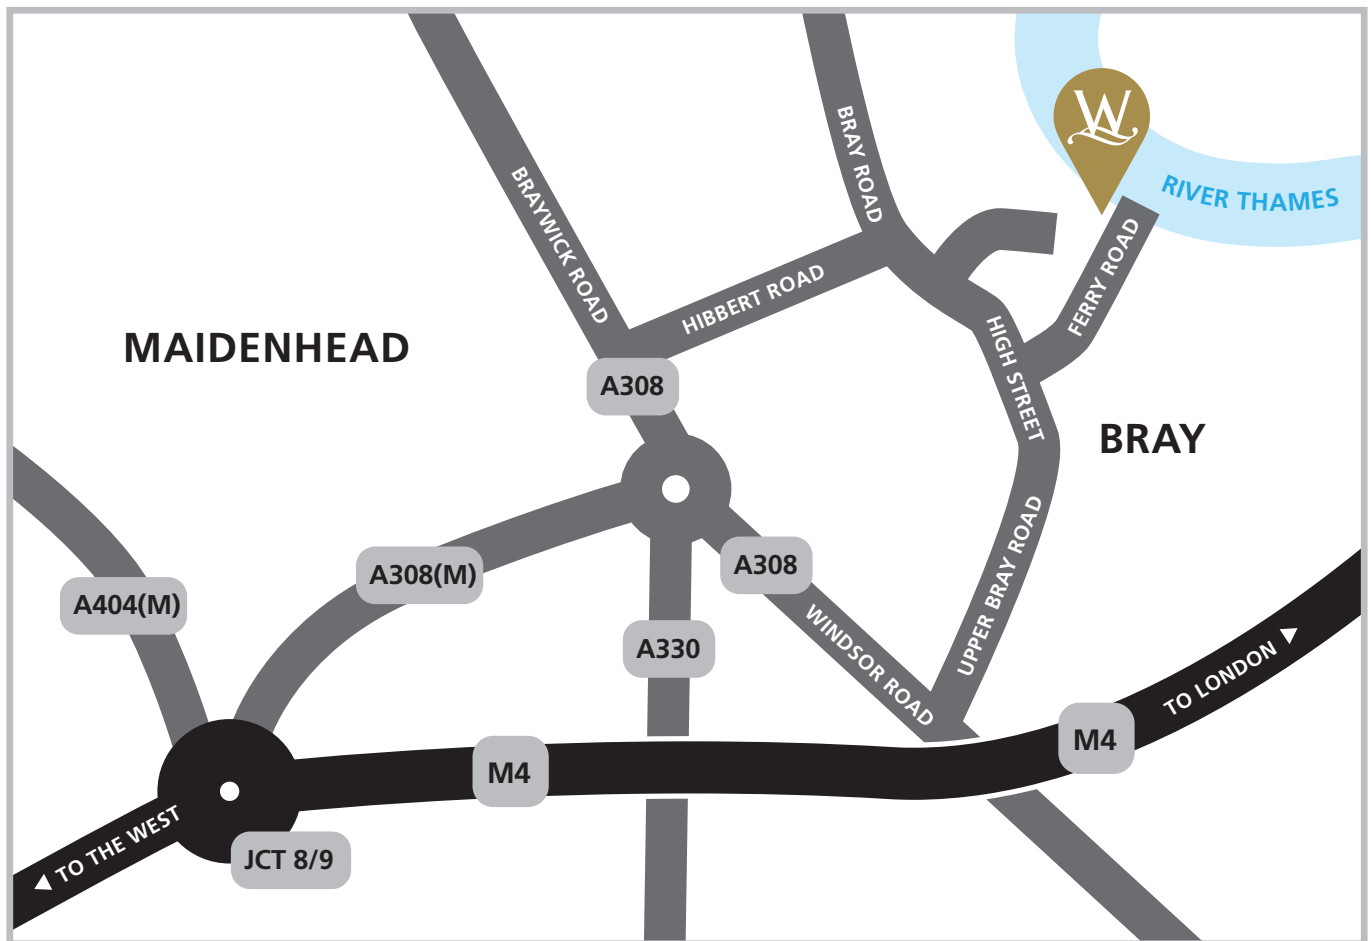 W
BRAY ROAD
RIVER THAMES
BRAYWICK ROAD
HIBBERT ROAD
FERRY ROAD
MAIDENHEAD
HIGH STREET
A308
BRAY
A308(M)
A308
A404(M)
UPPER BRAY ROAD
A330
WINDSOR ROAD
TO LONDON
M4
M4
TO THE WEST
JCT 8/9